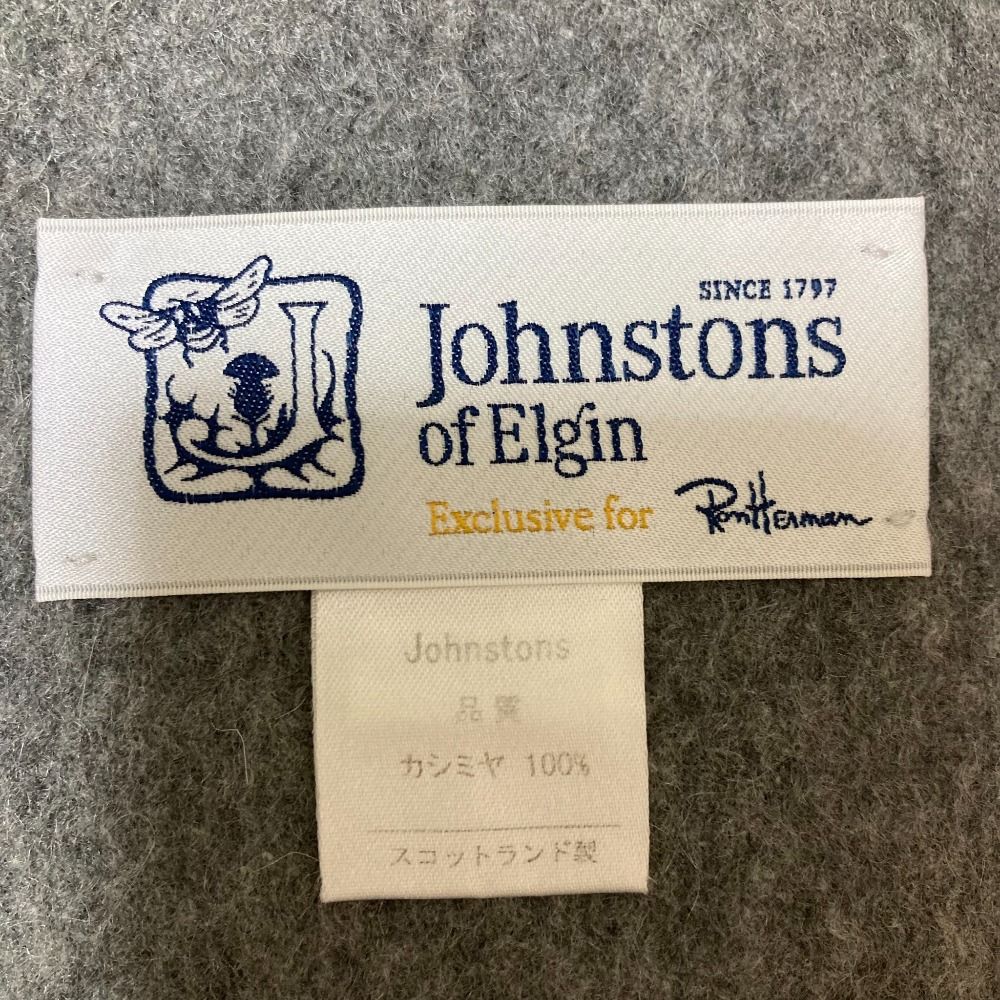 SINCE 1797
Johnstons
of Elgin
Exclusive for Ron Herman
Johnstons
品質
カシミヤ 100%
スコットランド製